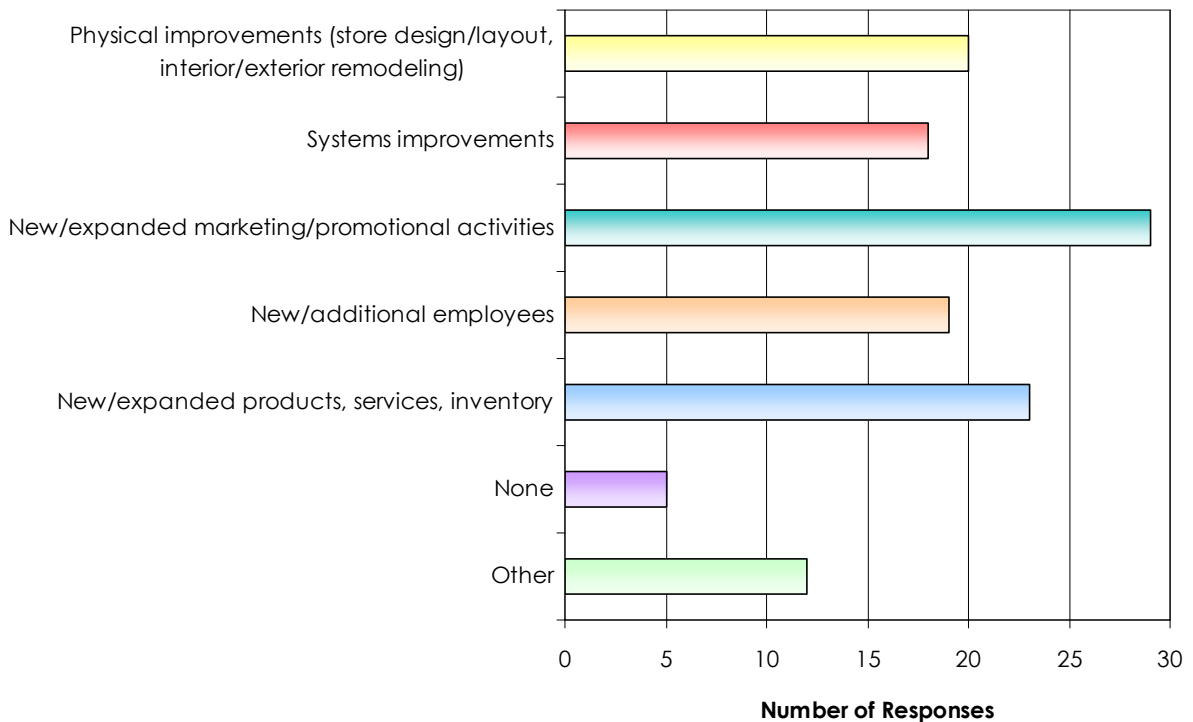 Physical improvements (store design/layout,
interior/exterior remodeling)
Systems improvements
New/expanded marketing/promotional activities
New/additional employees
New/expanded products, services, inventory
None
Other
0 5 10 15 20 25 30
Number of Responses